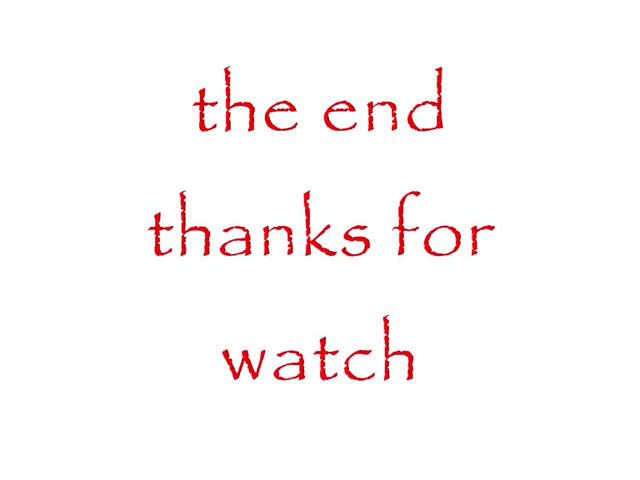 the end
thanks for
watch